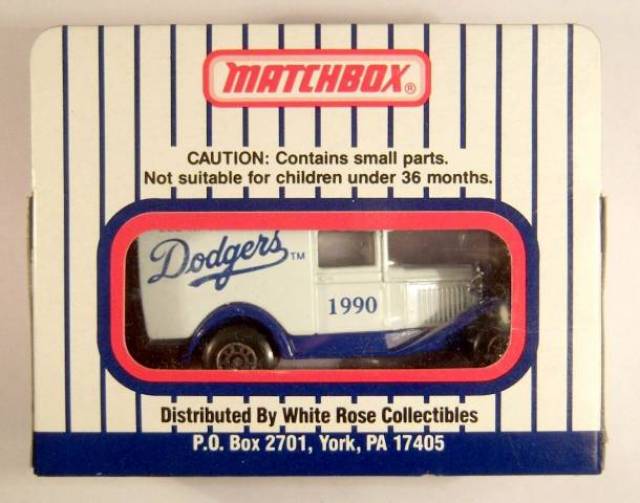 MATCHBOX®
CAUTION: Contains small parts.
Not suitable for children under 36 months.
Dodgers™
1990
Distributed By White Rose Collectibles
P.O. Box 2701, York, PA 17405